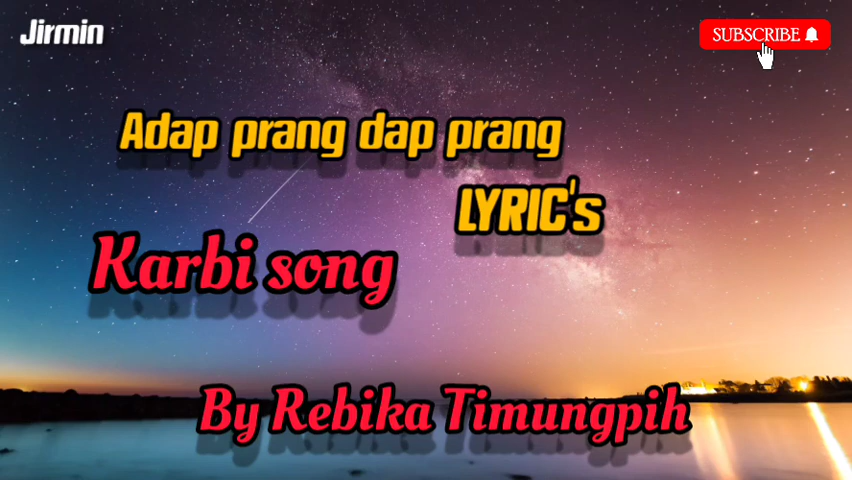 Jirmin
SUBSCRIBE
Adap prang dap prang
LYRIC's
Karbi song
By Rebika Timungpih